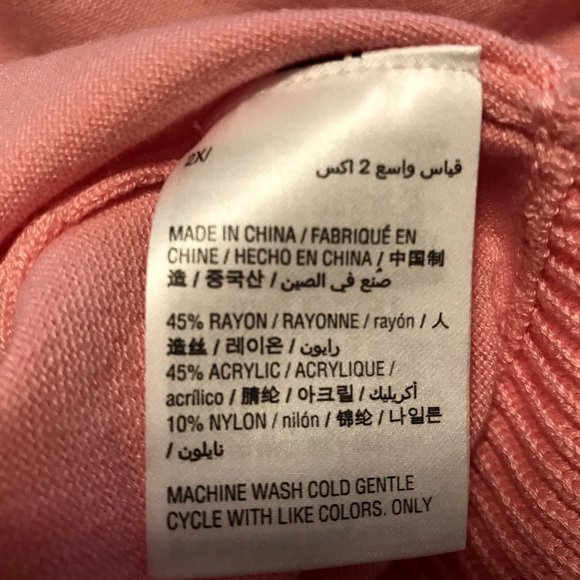 2X/
قياس واسع 2 اكس
MADE IN CHINA / FABRIQUÉ EN
CHINE / HECHO EN CHINA / 中国制
造 / 중국산 / صُنع في الصين /
45% RAYON / RAYONNE / rayón / 人
造丝 / 레이온 / رايون /
45% ACRYLIC / ACRYLIQUE /
acrílico / 腈纶 / 아크릴 / أكريليك /
10% NYLON / nilón / 锦纶 / 나일론
/ نايلون /
MACHINE WASH COLD GENTLE
CYCLE WITH LIKE COLORS. ONLY